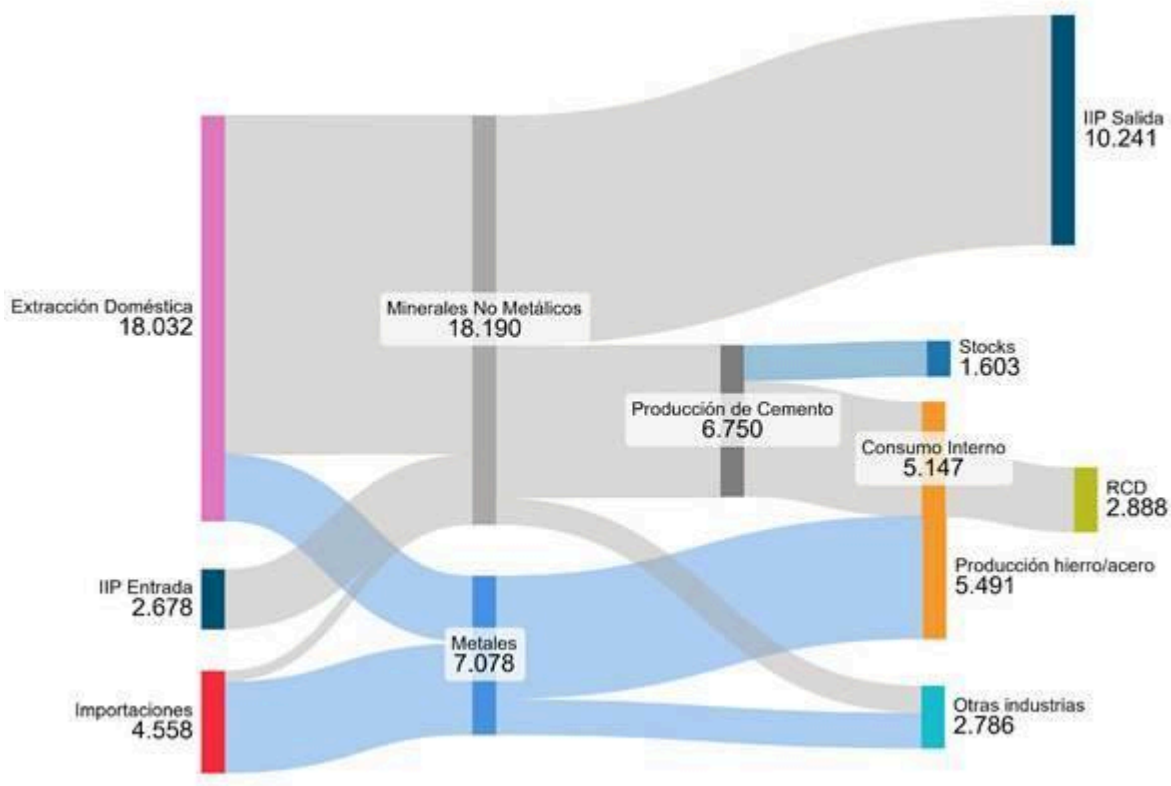 IIP Salida
10.241
Extracción Doméstica
18.032
Minerales No Metálicos
18.190
Stocks
1.603
Producción de Cemento
6.750
Consumo Interno
5.147
RCD
2.888
IIP Entrada
2.678
Producción hierro/acero
5.491
Metales
7.078
Importaciones
4.558
Otras industrias
2.786